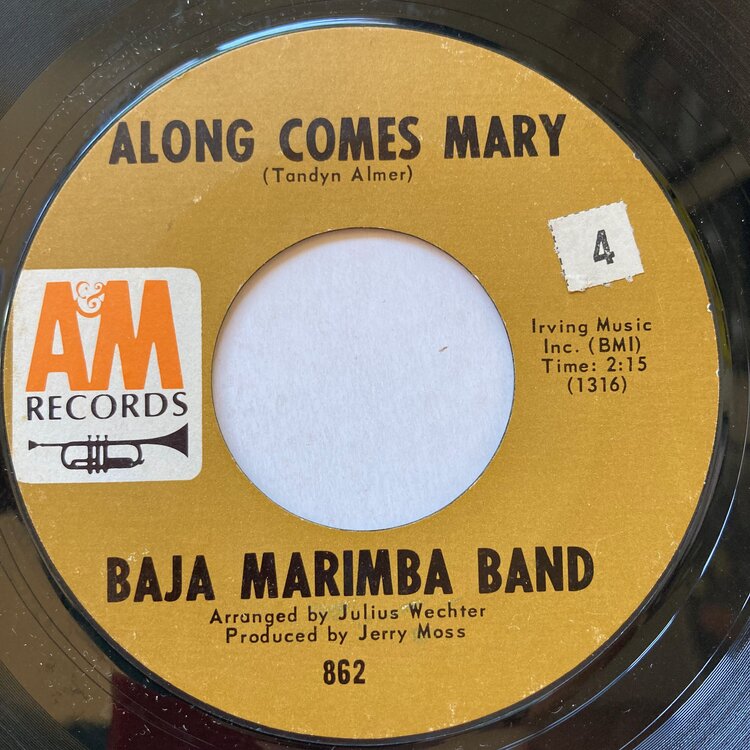 ALONG COMES MARY
(Tandyn Almer)
4
A&M
RECORDS
Irving Music
Inc. (BMI)
Time: 2:15
(1316)
BAJA MARIMBA BAND
Arranged by Julius Wechter
Produced by Jerry Moss
862